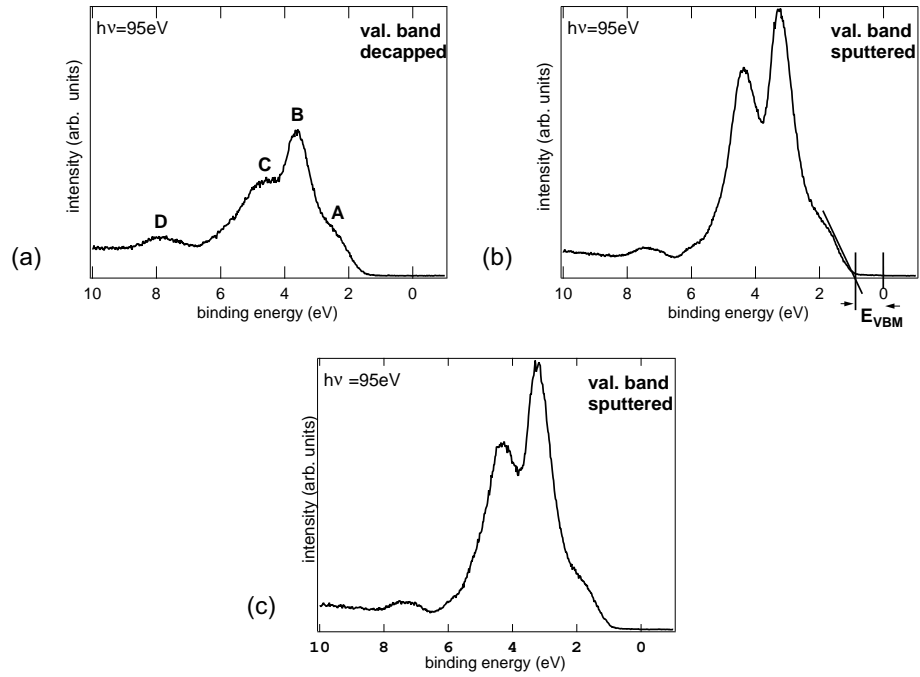 hν=95eV
val. band
decapped
intensity (arb. units)
A
B
C
D
(a)
10 8 6 4 2 0
binding energy (eV)
hν=95eV
val. band
sputtered
intensity (arb. units)
(b)
10 8 6 4 2 0
binding energy (eV)
E_VBM
hν =95eV
val. band
sputtered
intensity (arb. units)
(c)
10 8 6 4 2 0
binding energy (eV)